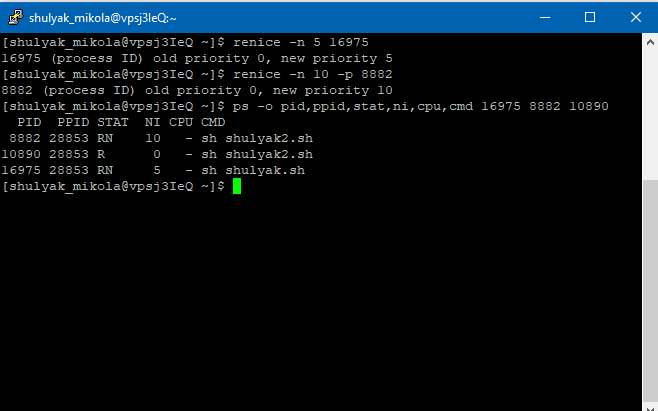 shulyak_mikola@vpsj3IeQ:~
[shulyak_mikola@vpsj3IeQ ~]$ renice -n 5 16975
16975 (process ID) old priority 0, new priority 5
[shulyak_mikola@vpsj3IeQ ~]$ renice -n 10 -p 8882
8882 (process ID) old priority 0, new priority 10
[shulyak_mikola@vpsj3IeQ ~]$ ps -o pid,ppid,stat,ni,cpu,cmd 16975 8882 10890
  PID  PPID STAT  NI CPU CMD
 8882 28853 RN    10   - sh shulyak2.sh
10890 28853 R      0   - sh shulyak2.sh
16975 28853 RN     5   - sh shulyak.sh
[shulyak_mikola@vpsj3IeQ ~]$